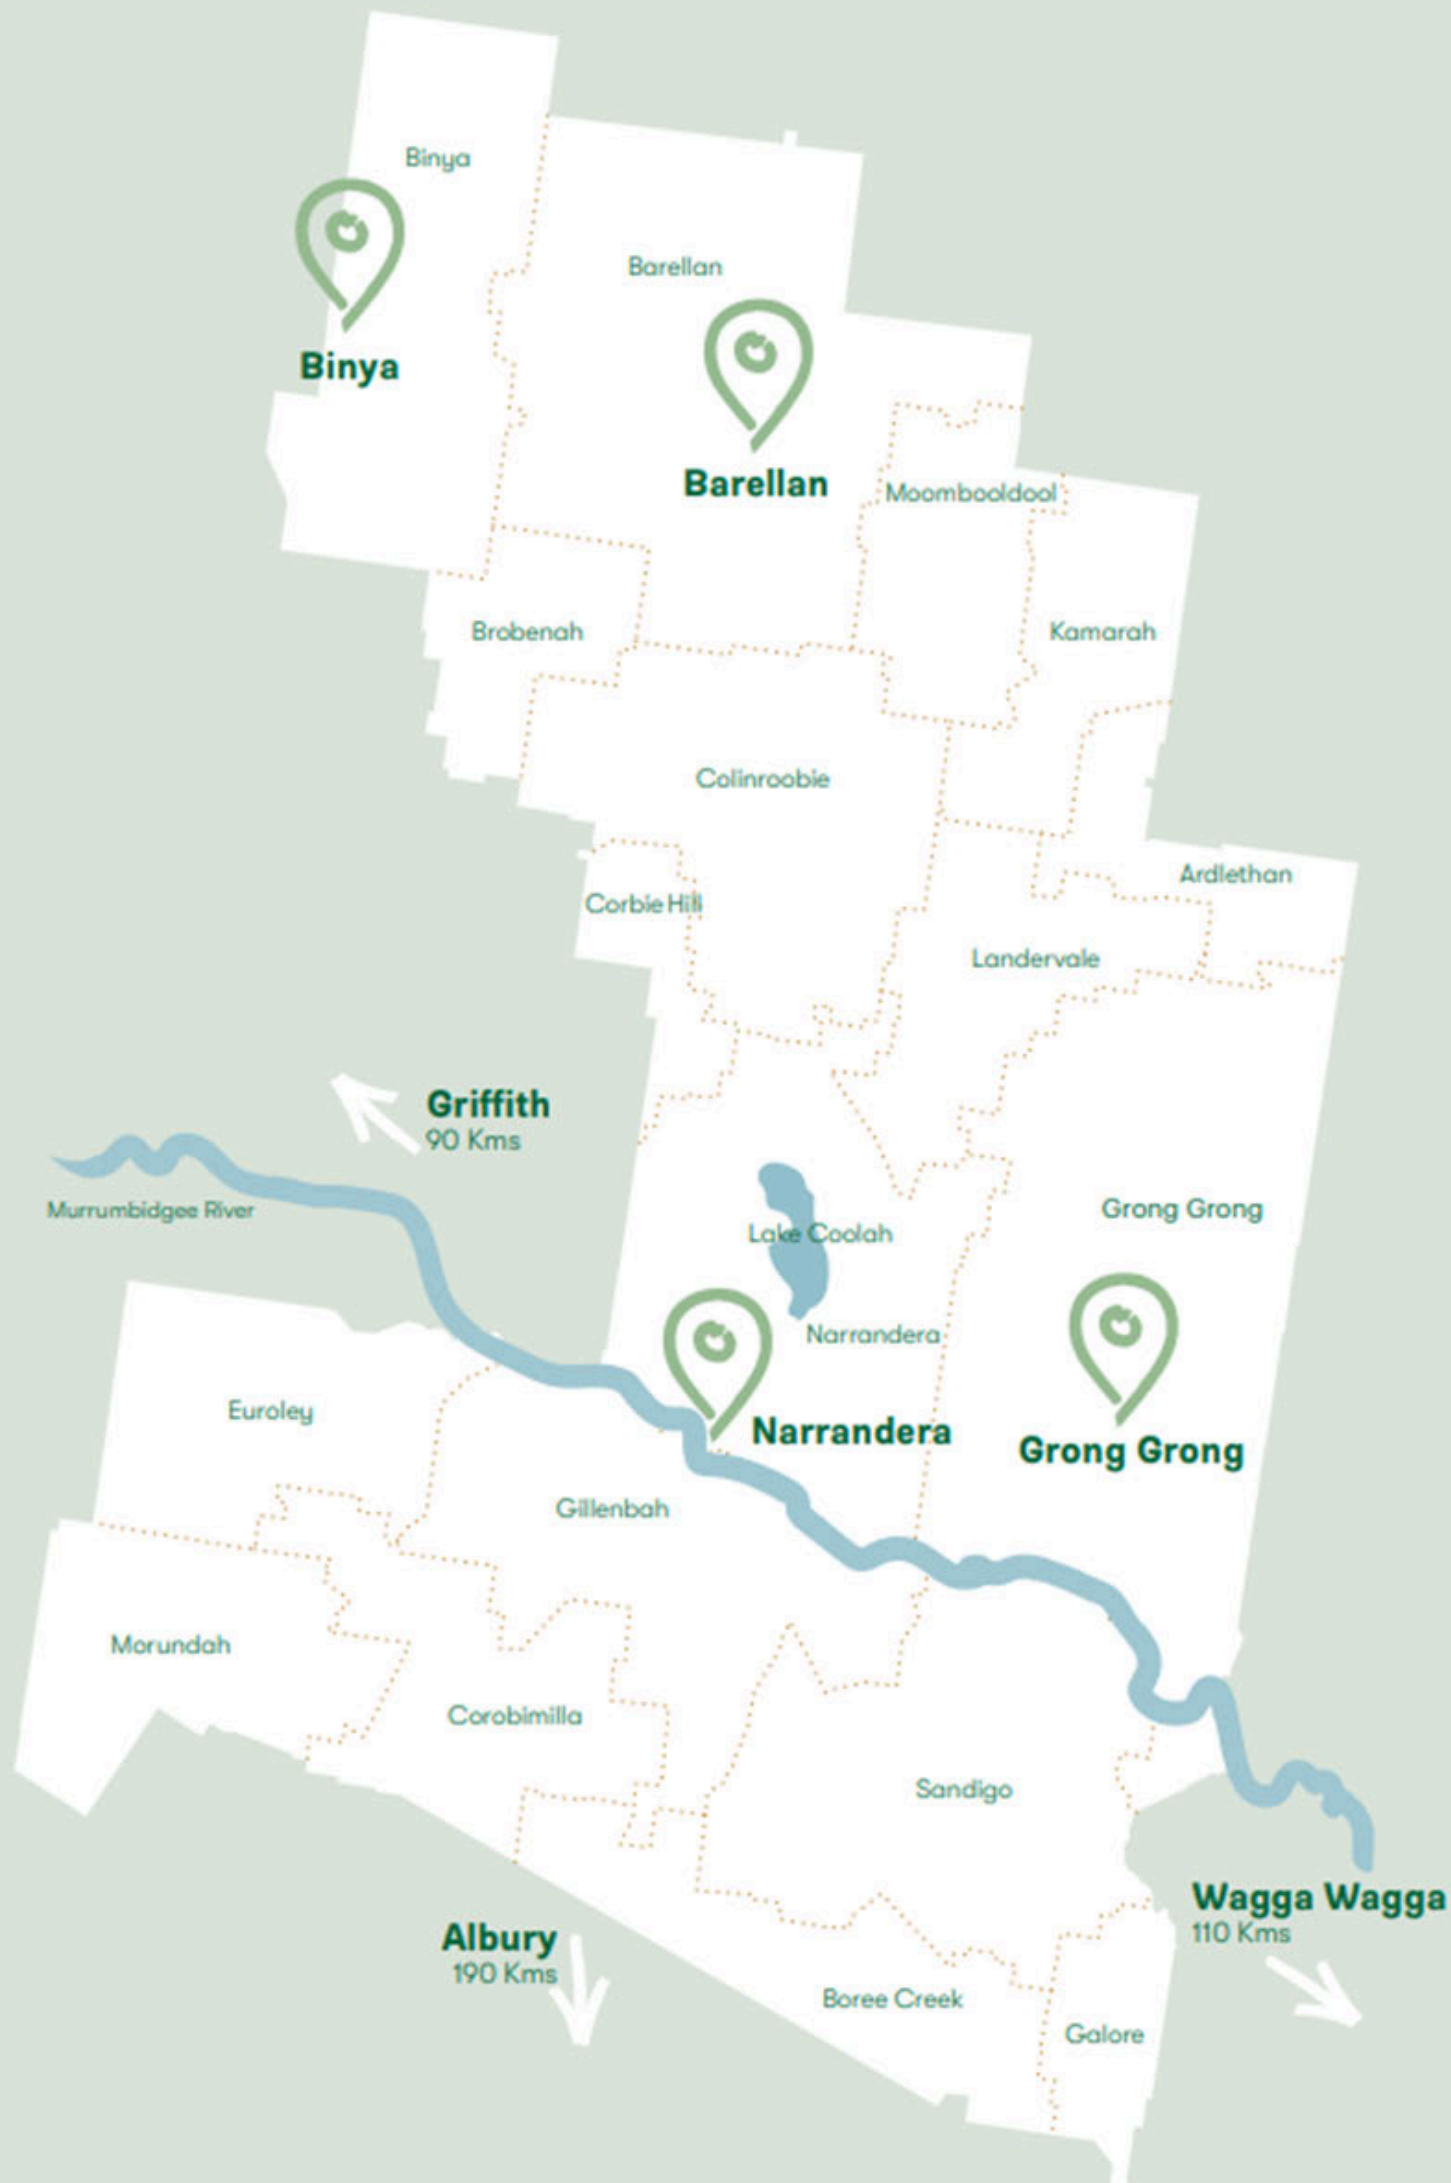 Binya
Binya
Barellan
Barellan
Moombooldool
Brobenah
Kamarah
Colinroobie
Ardlethan
Corbie Hill
Landervale
Griffith
90 Kms
Murrumbidgee River
Grong Grong
Lake Coolah
Narrandera
Euroley
Narrandera
Grong Grong
Gillenbah
Morundah
Corobimilla
Sandigo
Wagga Wagga
110 Kms
Albury
190 Kms
Boree Creek
Galore